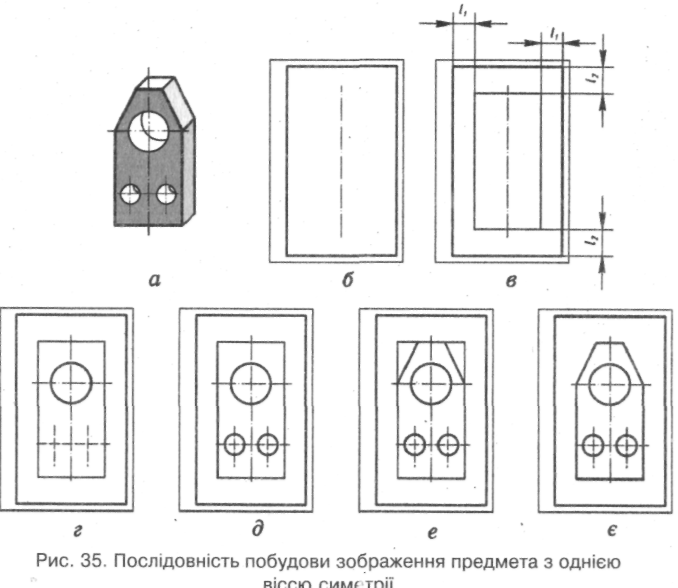 l₁
l₁
l₂
l₂
а
б
в
г
д
е
є
Рис. 35. Послідовність побудови зображення предмета з однією
віссю симетрії